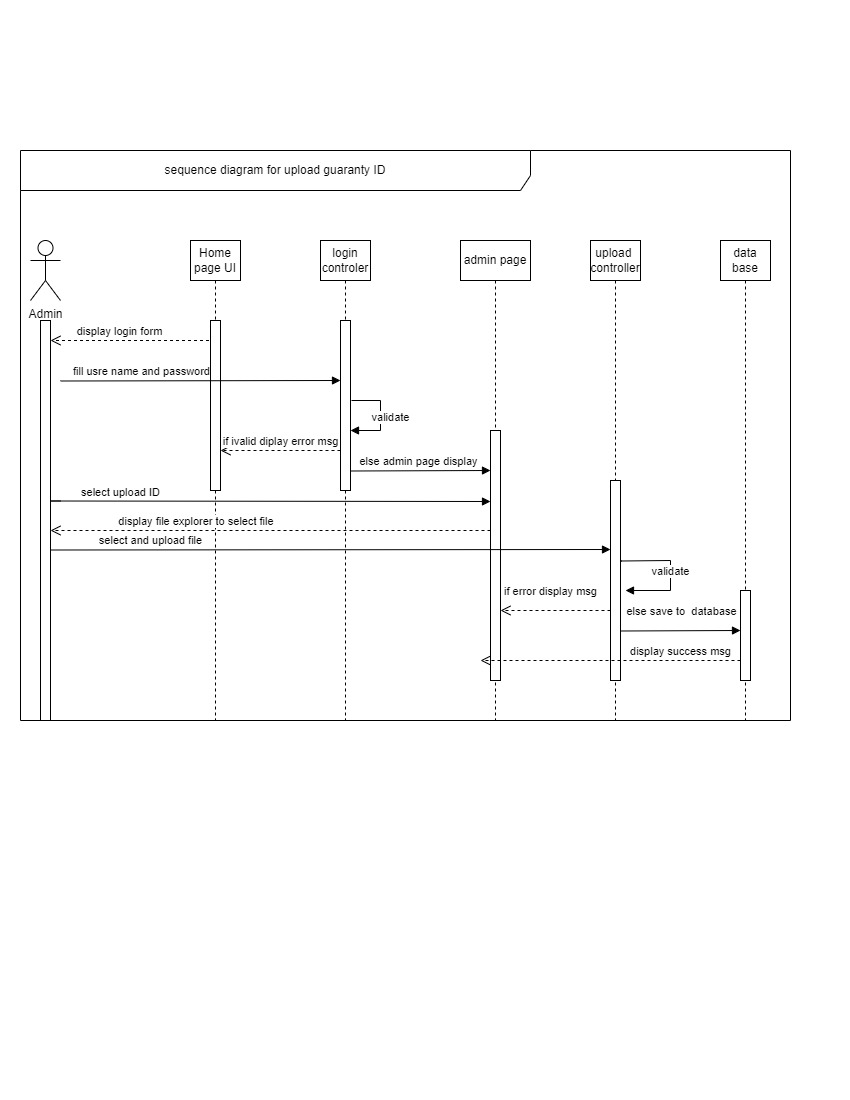 sequence diagram for upload guaranty ID
Home
page UI
login
controler
admin page
upload
controller
data
base
Admin
display login form
fill usre name and password
validate
if ivalid diplay error msg
else admin page display
select upload ID
display file explorer to select file
select and upload file
validate
if error display msg
else save to  database
display success msg